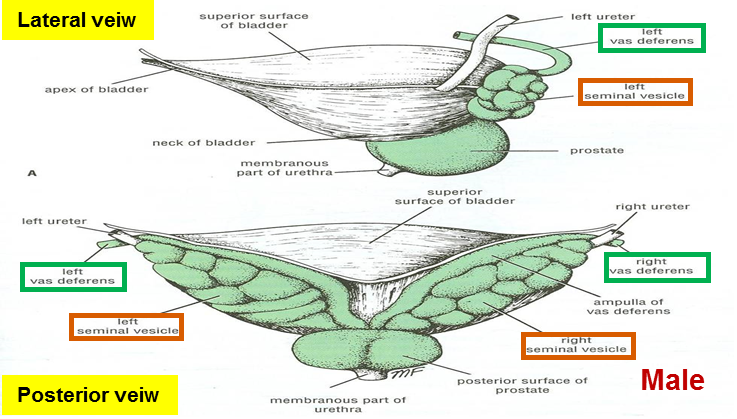 Lateral veiw
superior surface
of bladder
left ureter
left
vas deferens
apex of bladder
left
seminal vesicle
neck of bladder
prostate
membranous
part of urethra
A
superior
surface of bladder
left ureter
right ureter
left
vas deferens
right
vas deferens
ampulla of
vas deferens
left
seminal vesicle
right
seminal vesicle
Male
MF
posterior surface of
prostate
Posterior veiw
membranous part of
urethra